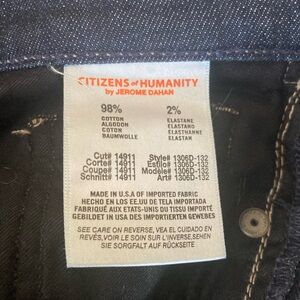 CITIZENS of HUMANITY
by JEROME DAHAN
98% 2%
COTTON ELASTANE
ALGODON ELASTANO
COTON ELASTHANNE
BAUMWOLLE ELASTAN
Cut# 14911 Style# 1306D-132
Corte# 14911 Estilo# 1306D-132
Coupe# 14911 Modèle# 1306D-132
Schnitt# 14911 Art# 1306D-132
MADE IN U.S.A OF IMPORTED FABRIC
HECHO EN LOS EE.UU DE TELA IMPORTADA
FABRIQUÉ AUX ETATS-UNIS DU TISSU IMPORTÉ
GEBILDET IN USA DES IMPORTIERTEN GEWEBES
SEE CARE ON REVERSE, VEA EL CUIDADO EN
REVÉS, VOIR LE SOIN SUR L'INVERSE, SEHEN
SIE SORGFALT AUF RÜCKSEITE